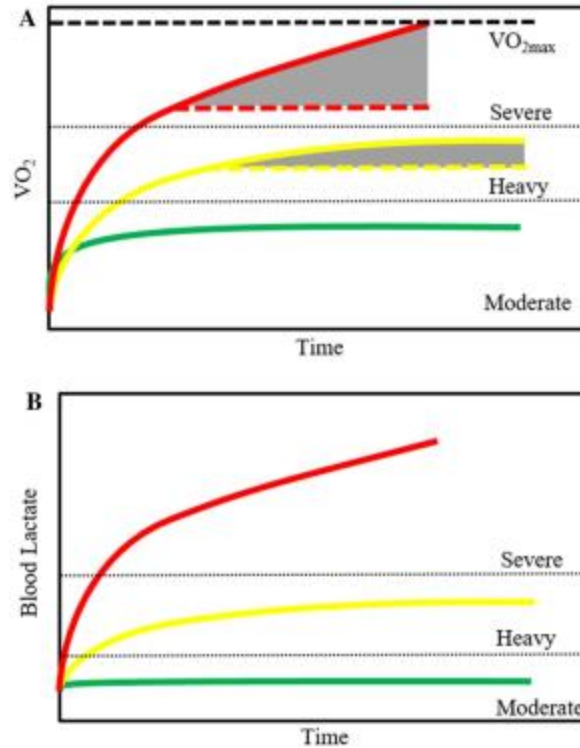 A
VO2max
Severe
VO2
Heavy
Moderate
Time
B
Blood Lactate
Severe
Heavy
Moderate
Time